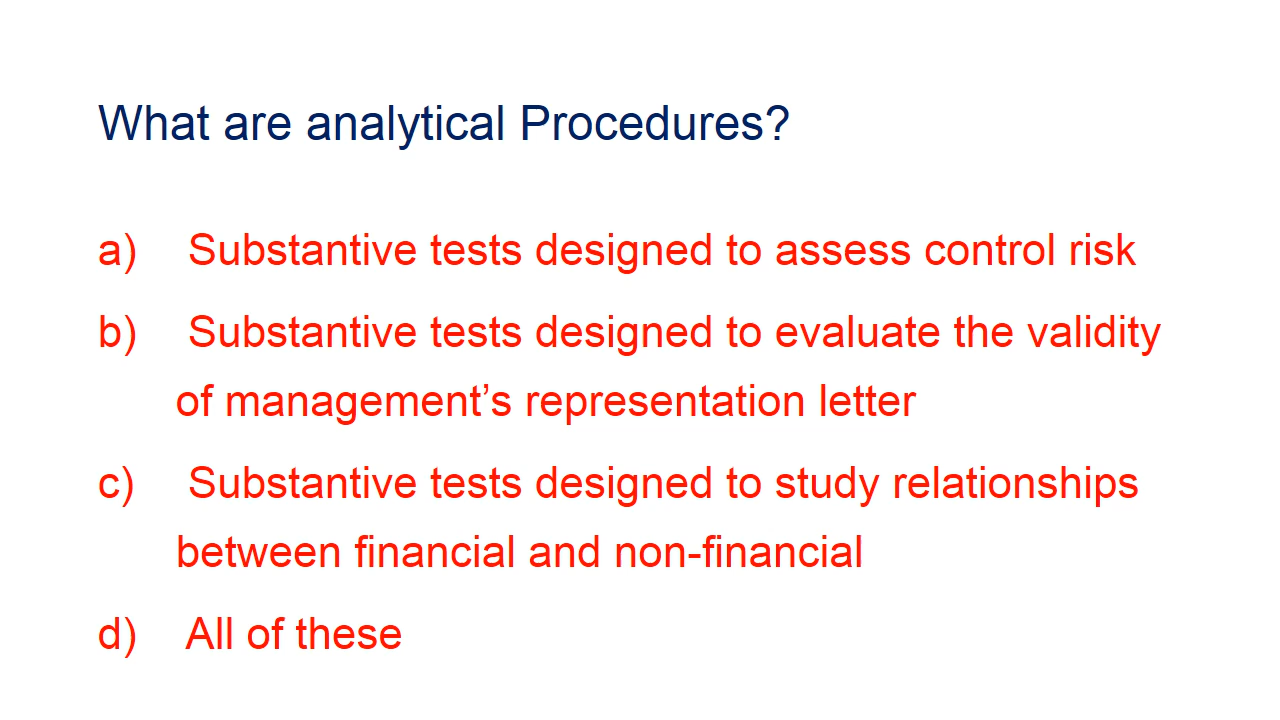 What are analytical Procedures?
a) Substantive tests designed to assess control risk
b) Substantive tests designed to evaluate the validity
of management’s representation letter
c) Substantive tests designed to study relationships
between financial and non-financial
d) All of these